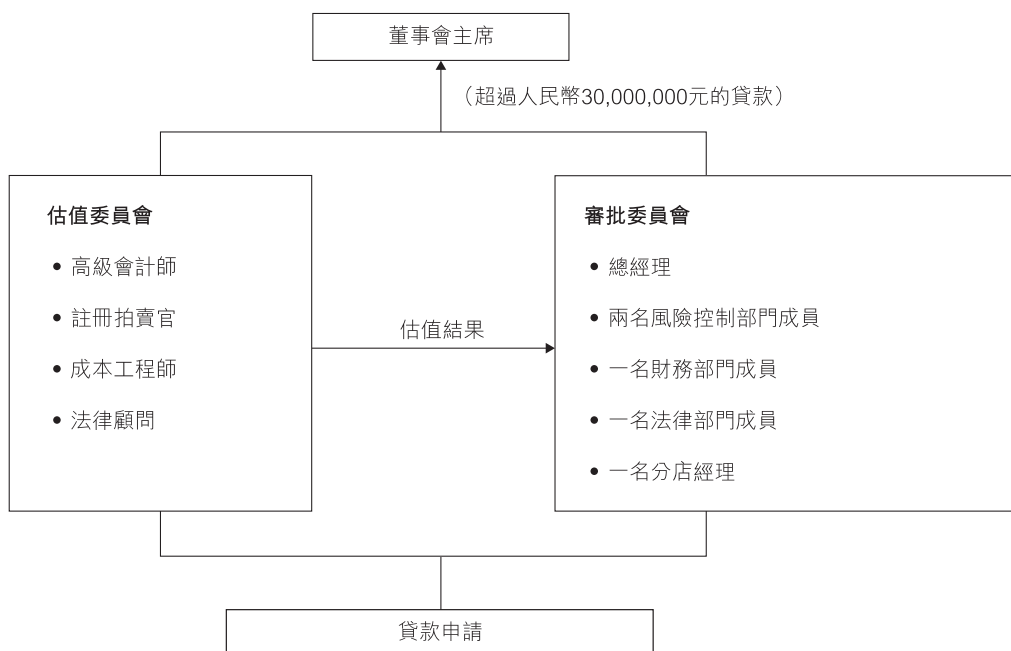 董事會主席
（超過人民幣30,000,000元的貸款）
估值委員會
• 高級會計師
• 註冊拍賣官
• 成本工程師
• 法律顧問
估值結果
審批委員會
• 總經理
• 兩名風險控制部門成員
• 一名財務部門成員
• 一名法律部門成員
• 一名分店經理
貸款申請